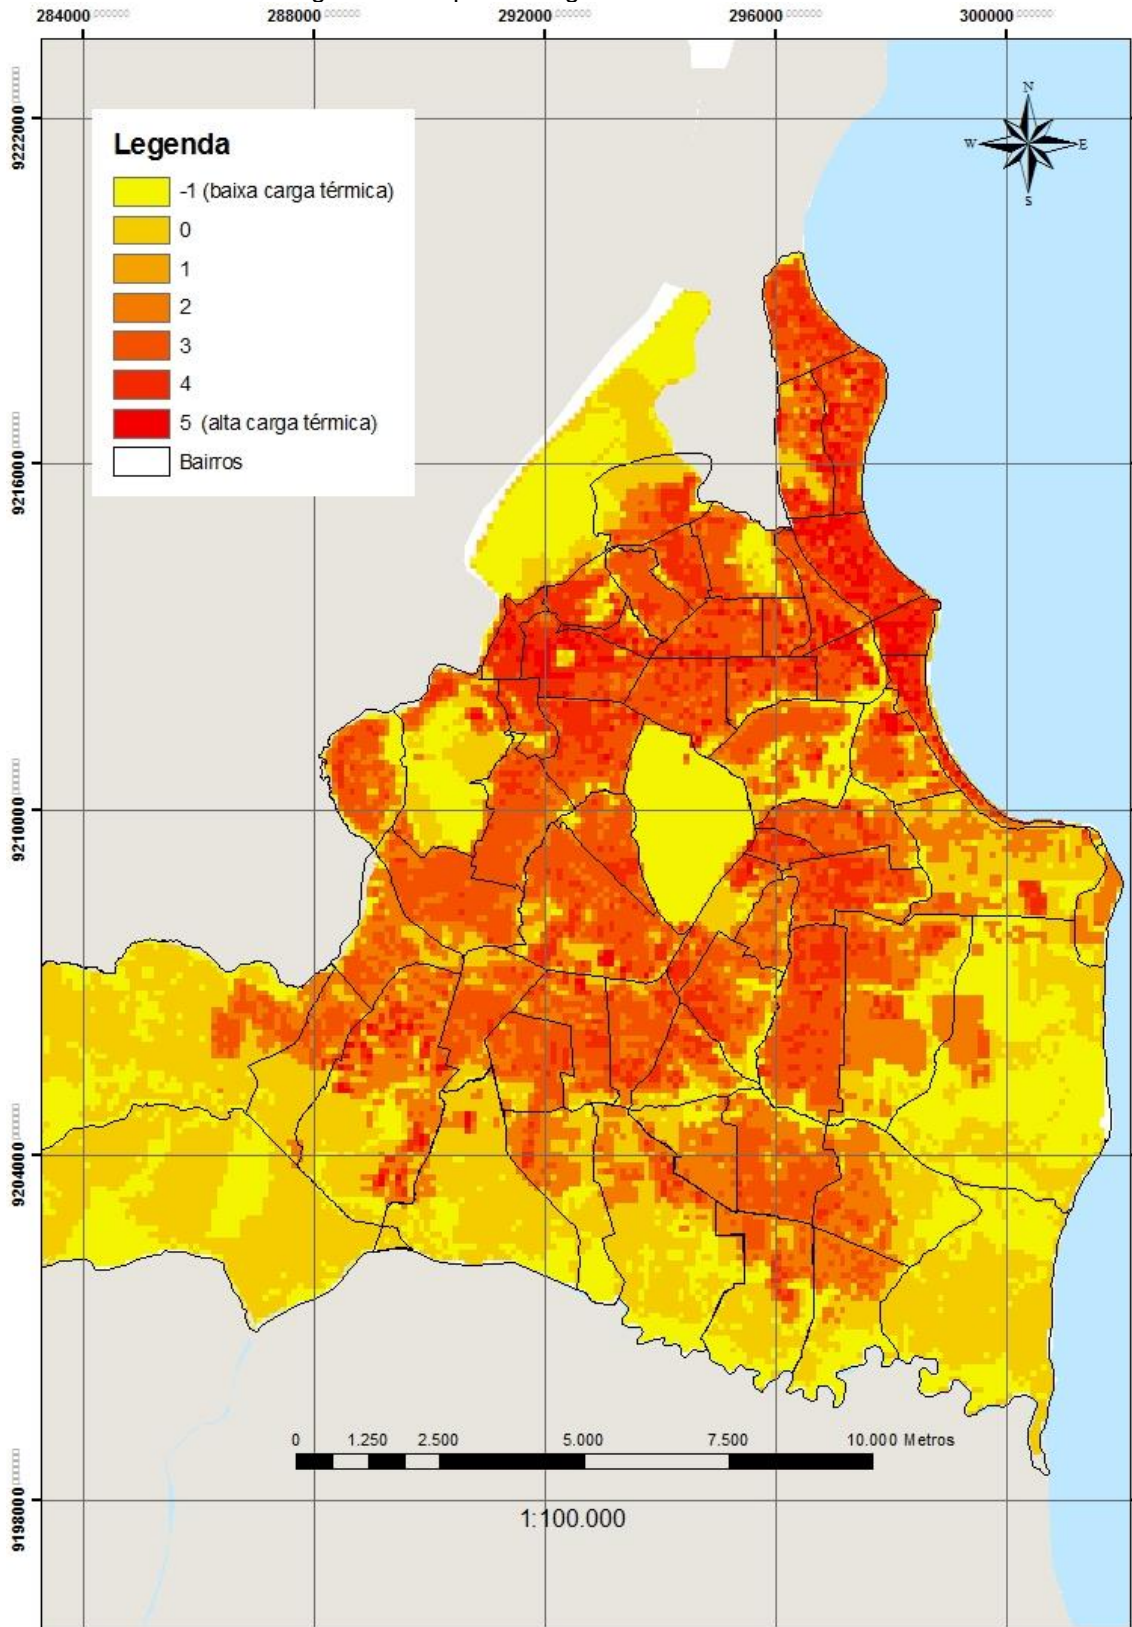 284000 288000 292000 296000 300000
N
W E
S
9222000
Legenda
-1 (baixa carga térmica)
0
1
2
3
4
5 (alta carga térmica)
Bairros
9216000
9210000
9204000
0 1.250 2.500 5.000 7.500 10.000 Metros
9198000
1:100.000